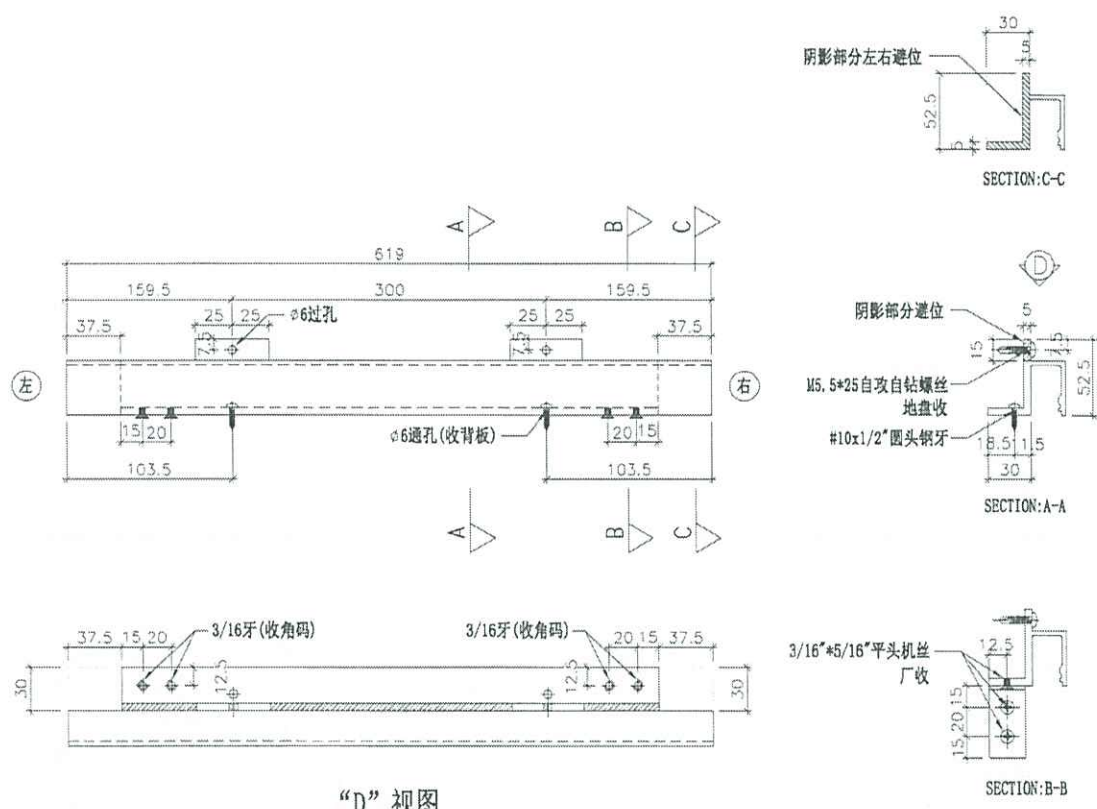 30
5
阴影部分左右避位
52.5
5
SECTION:C-C
A
B
C
619
159.5
300
159.5
37.5
25
25
ø6过孔
7.5
25
25
7.5
37.5
左
右
15
20
ø6通孔(收背板)
20
15
103.5
103.5
A
B
C
D
阴影部分避位
5
15
7.5
52.5
M5.5*25自攻自钻螺丝
地盘收
#10x1/2"圆头钢牙
18.5
11.5
30
SECTION:A-A
37.5
15
20
3/16牙(收角码)
3/16牙(收角码)
20
15
37.5
30
12.5
12.5
30
"D" 视图
12.5
3/16"*5/16"平头机丝
厂收
15
20
15
SECTION:B-B